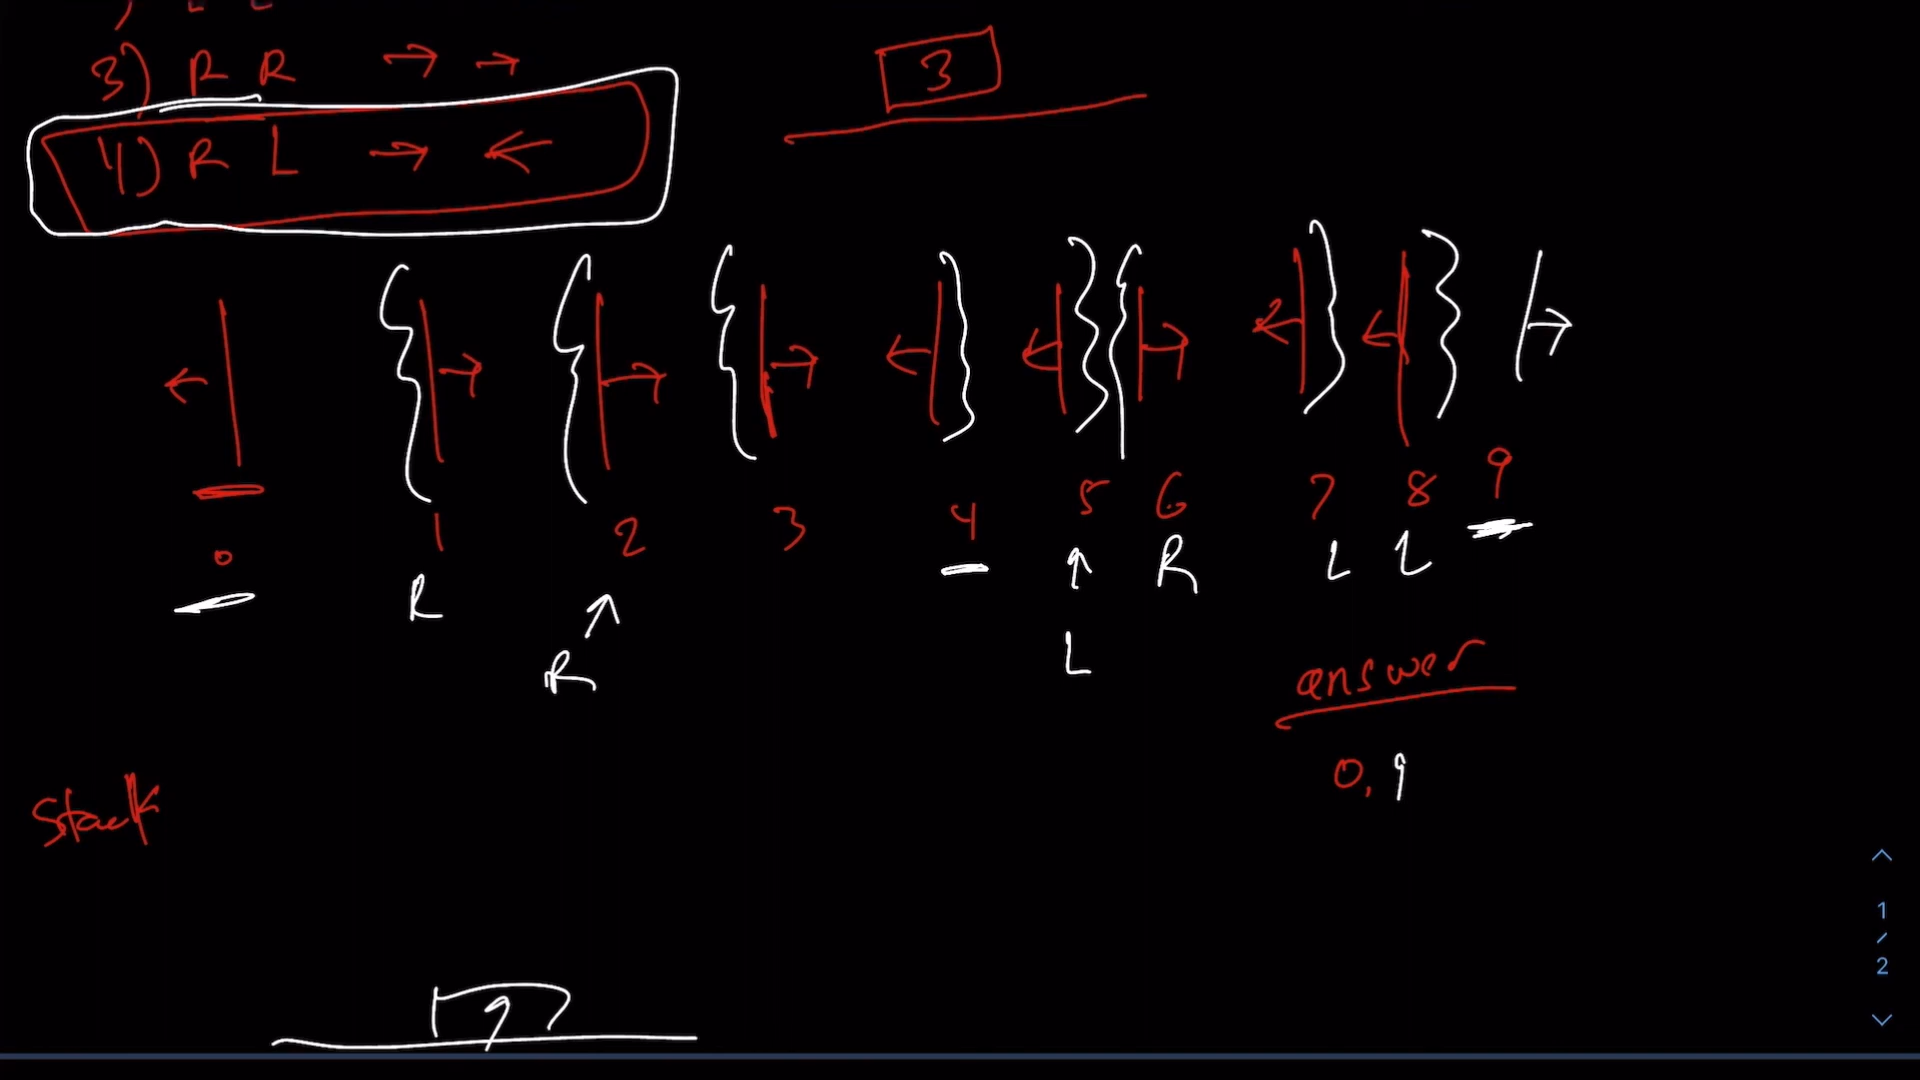 3) R R → →
3
4) R L → ←
0 1 2 3 4 5 6 7 8 9
R R L R L L
answer
0, 9
Stack
9
1
/
2